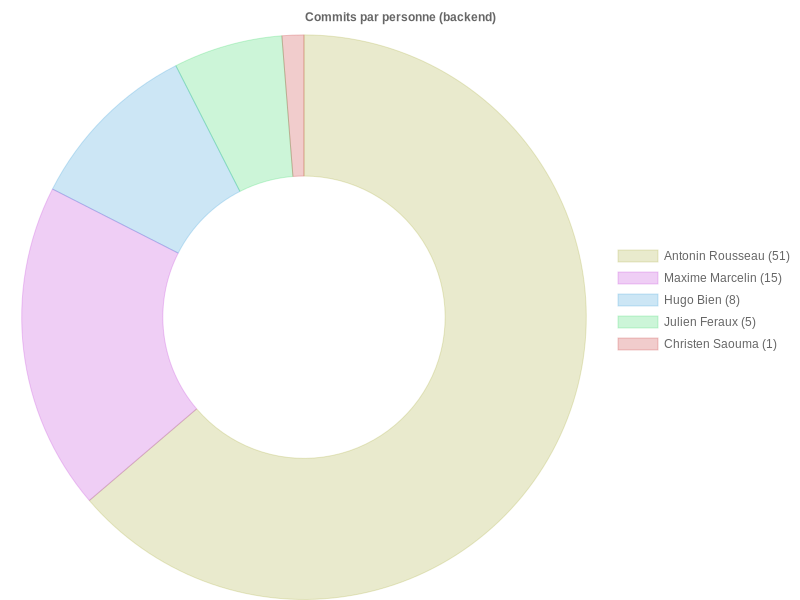 Commits par personne (backend)
Antonin Rousseau (51)
Maxime Marcelin (15)
Hugo Bien (8)
Julien Feraux (5)
Christen Saouma (1)